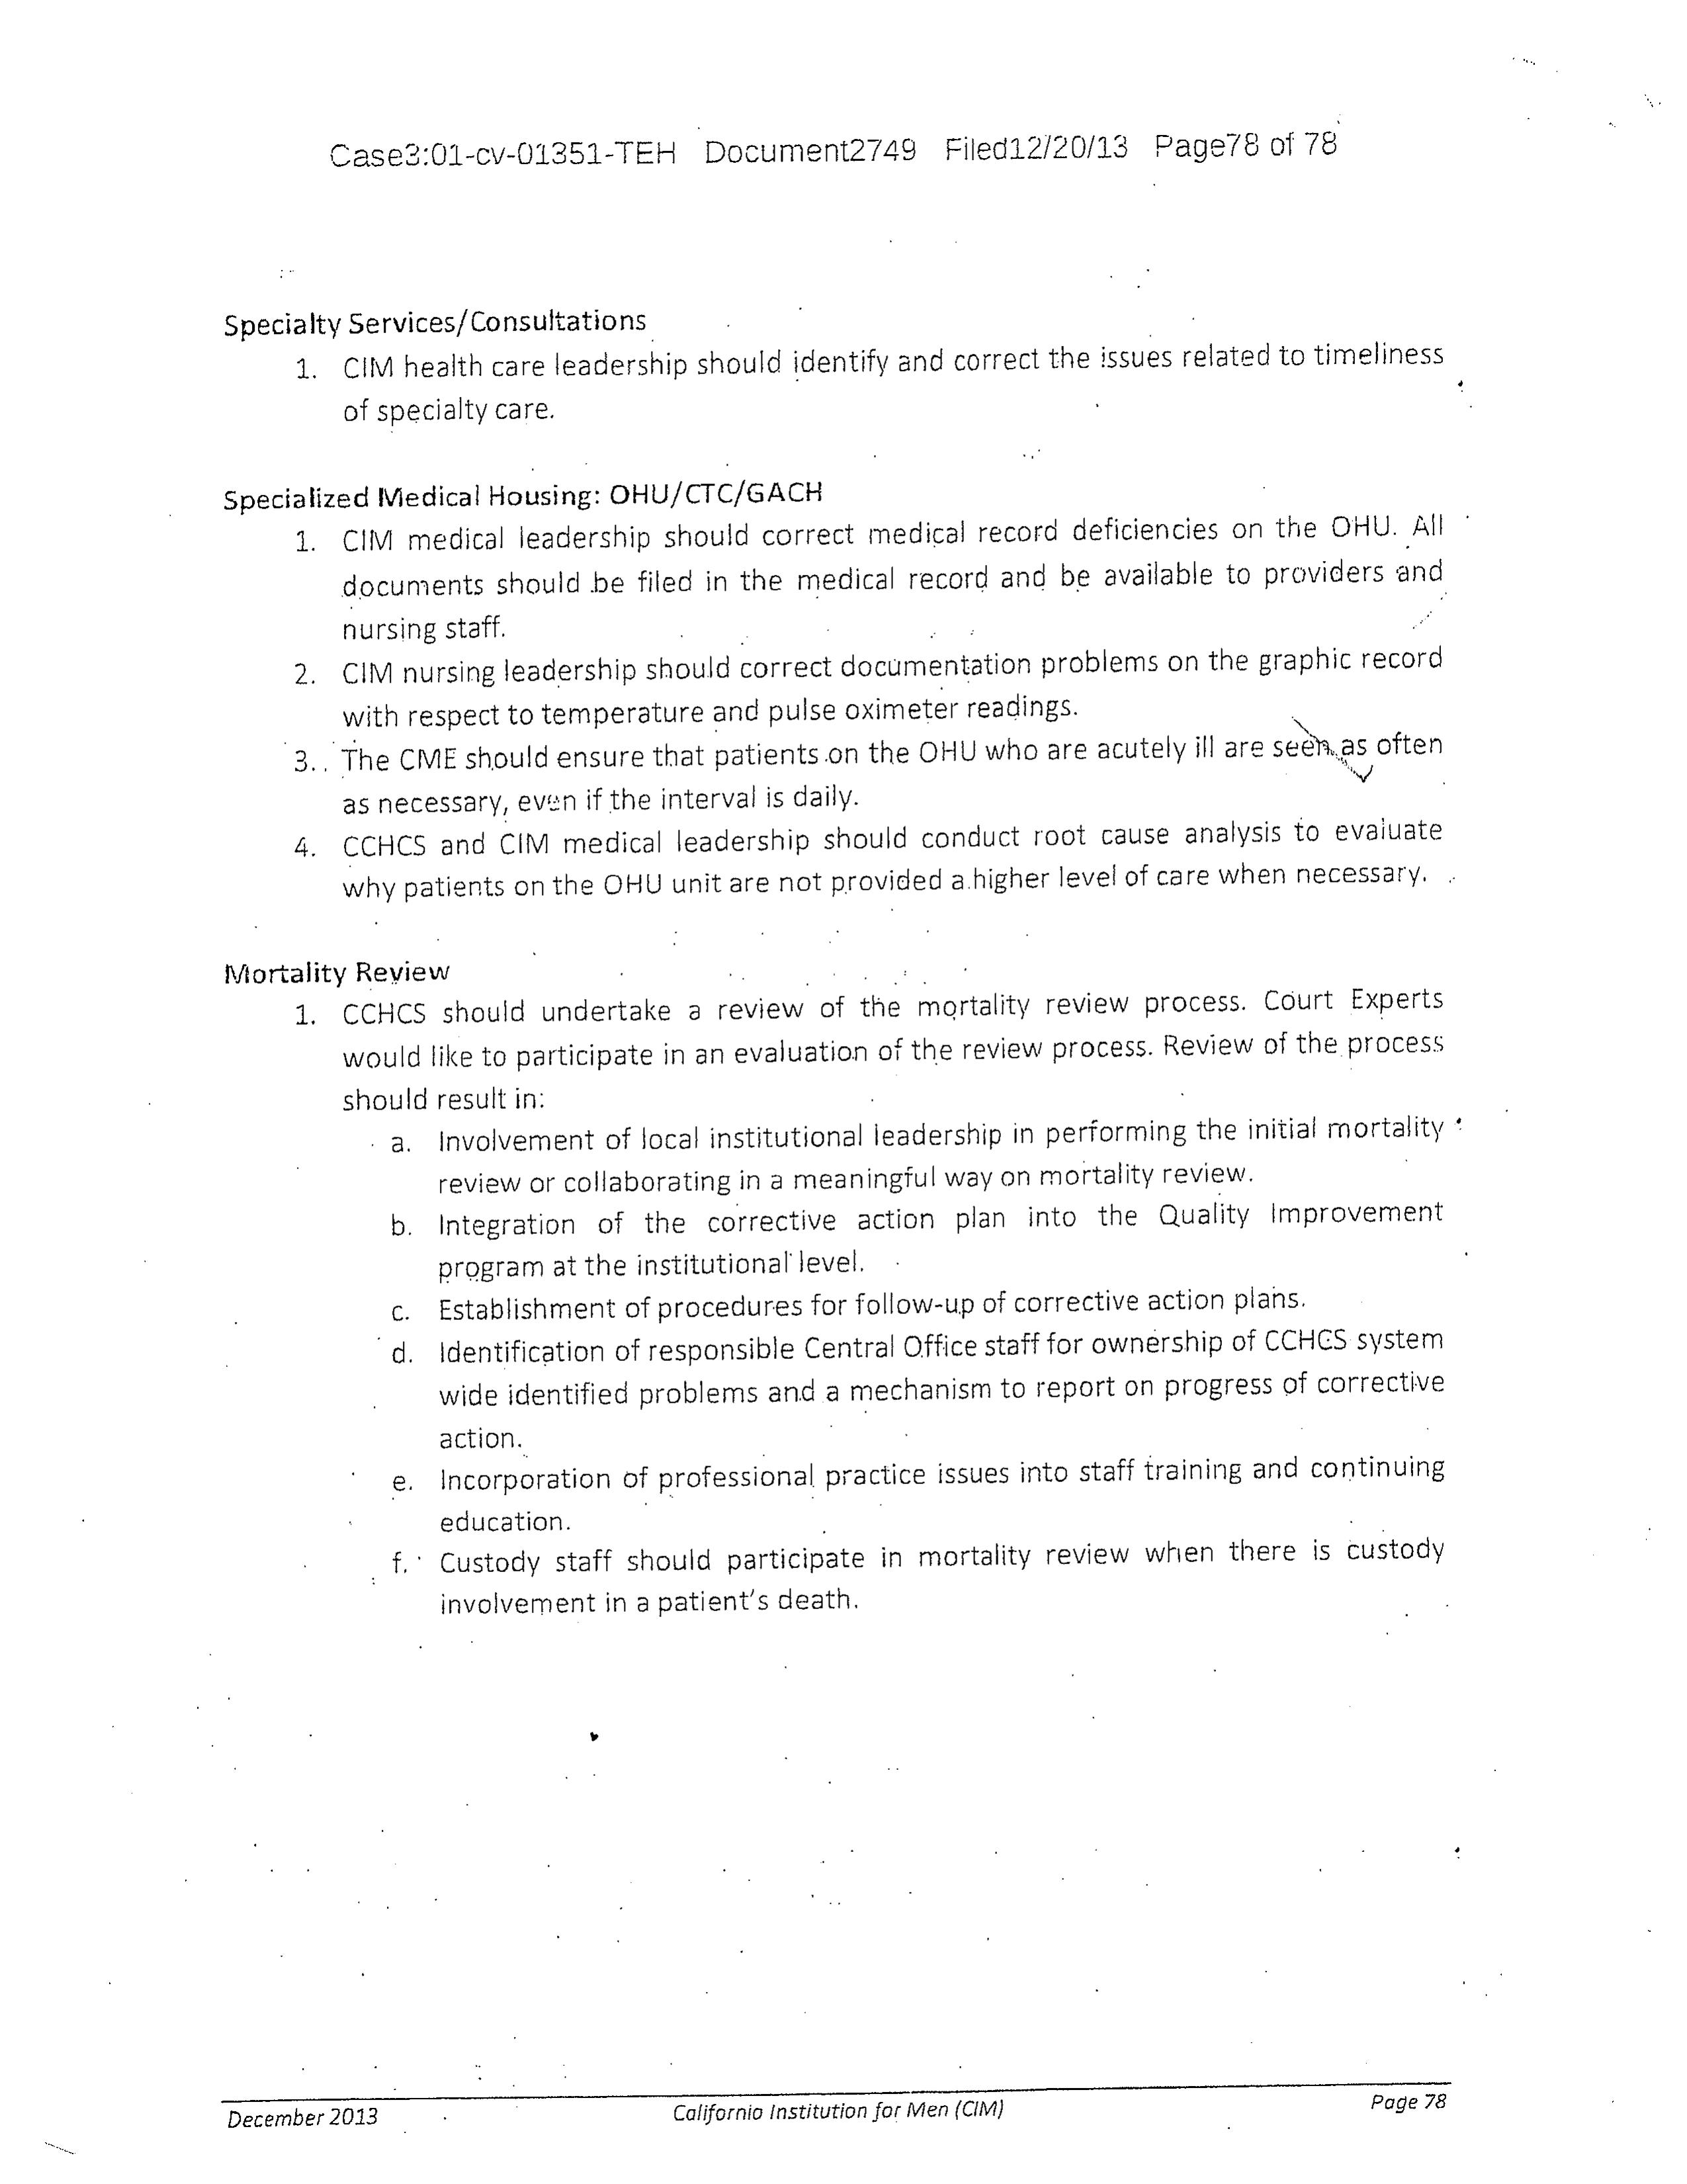 Case3:01-cv-01351-TEH Document2749 Filed12/20/13 Page78 of 78
Specialty Services/Consultations
1. CIM health care leadership should identify and correct the issues related to timeliness
of specialty care.
Specialized Medical Housing: OHU/CTC/GACH
1. CIM medical leadership should correct medical record deficiencies on the OHU. All
documents should be filed in the medical record and be available to providers and
nursing staff.
2. CIM nursing leadership should correct documentation problems on the graphic record
with respect to temperature and pulse oximeter readings.
3. The CME should ensure that patients on the OHU who are acutely ill are seen as often
as necessary, even if the interval is daily.
4. CCHCS and CIM medical leadership should conduct root cause analysis to evaluate
why patients on the OHU unit are not provided a higher level of care when necessary.
Mortality Review
1. CCHCS should undertake a review of the mortality review process. Court Experts
would like to participate in an evaluation of the review process. Review of the process
should result in:
a. Involvement of local institutional leadership in performing the initial mortality
review or collaborating in a meaningful way on mortality review.
b. Integration of the corrective action plan into the Quality Improvement
program at the institutional level.
c. Establishment of procedures for follow-up of corrective action plans.
d. Identification of responsible Central Office staff for ownership of CCHCS system
wide identified problems and a mechanism to report on progress of corrective
action.
e. Incorporation of professional practice issues into staff training and continuing
education.
f. Custody staff should participate in mortality review when there is custody
involvement in a patient's death.
December 2013 California Institution for Men (CIM) Page 78